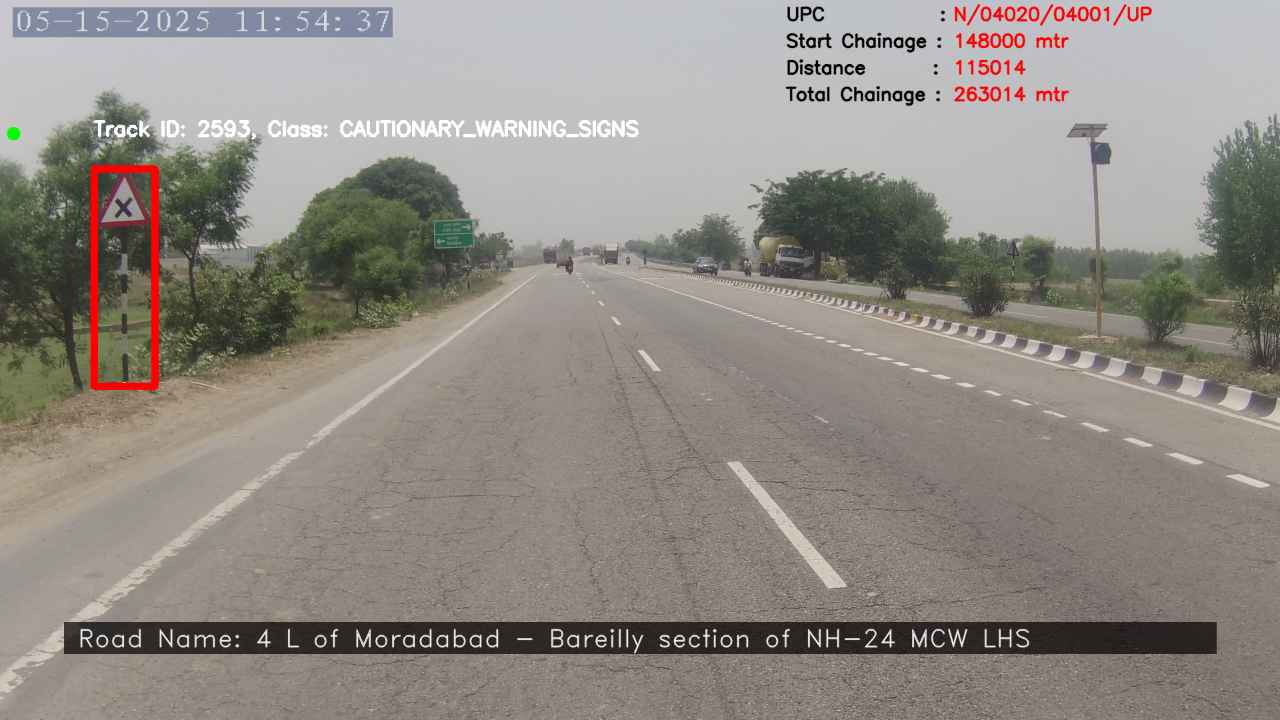 05-15-2025 11:54:37
UPC : N/04020/04001/UP
Start Chainage : 148000 mtr
Distance : 115014
Total Chainage : 263014 mtr
Track ID: 2593, Class: CAUTIONARY_WARNING_SIGNS
Road Name: 4 L of Moradabad - Bareilly section of NH-24 MCW LHS